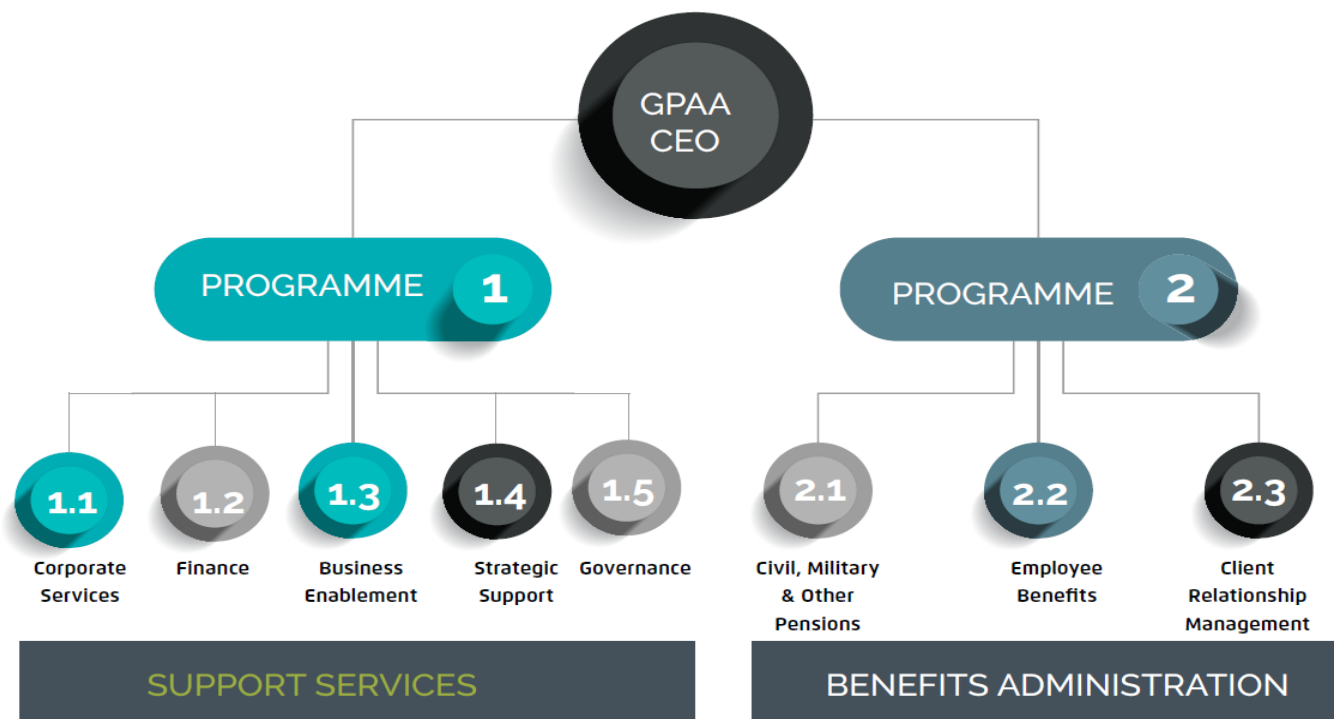 GPAA
CEO
PROGRAMME 1
PROGRAMME 2
1.1
1.2
1.3
1.4
1.5
2.1
2.2
2.3
Corporate
Services
Finance
Business
Enablement
Strategic
Support
Governance
Civil, Military
& Other
Pensions
Employee
Benefits
Client
Relationship
Management
SUPPORT SERVICES
BENEFITS ADMINISTRATION